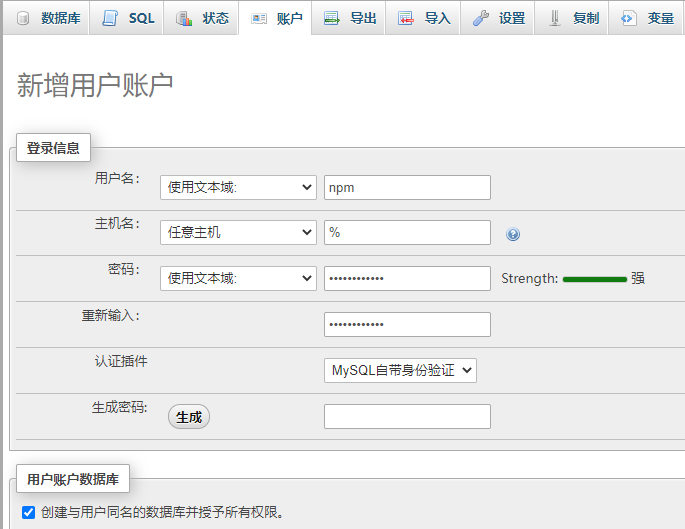 数据库 SQL 状态 账户 导出 导入 设置 复制 变量
新增用户账户
登录信息
用户名： 使用文本域: npm
主机名： 任意主机 %
密码： 使用文本域: •••••••••••• Strength: 强
重新输入： ••••••••••••
认证插件 MySQL自带身份验证
生成密码: 生成
用户账户数据库
创建与用户同名的数据库并授予所有权限。